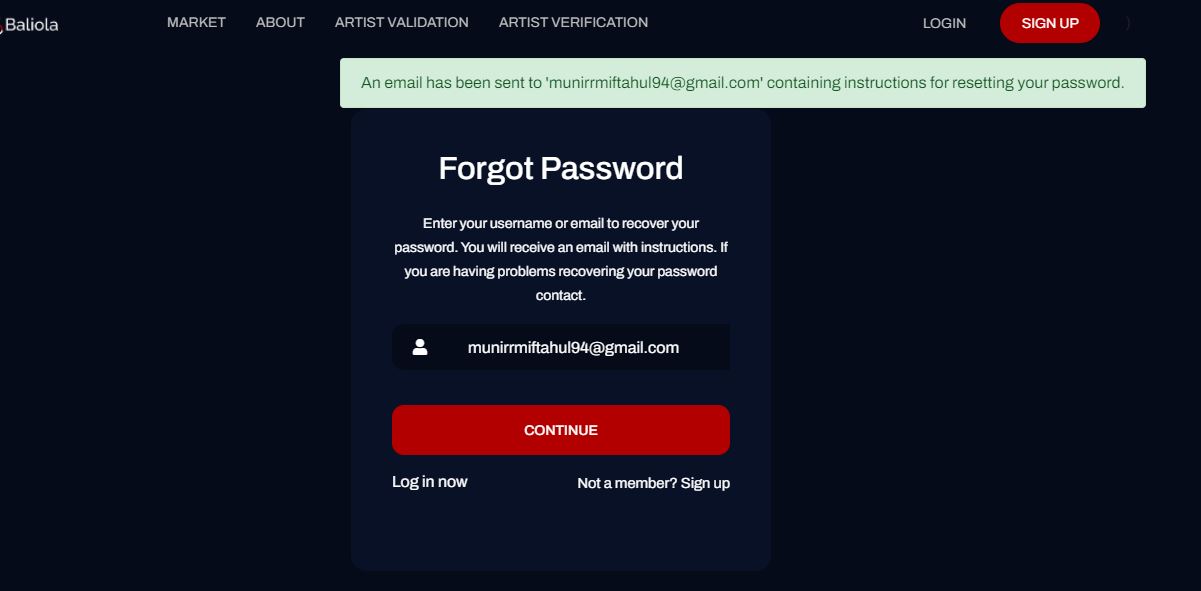 Baliola
MARKET ABOUT ARTIST VALIDATION ARTIST VERIFICATION LOGIN SIGN UP
An email has been sent to 'munirrmiftahul94@gmail.com' containing instructions for resetting your password.
Forgot Password
Enter your username or email to recover your
password. You will receive an email with instructions. If
you are having problems recovering your password
contact.
munirrmiftahul94@gmail.com
CONTINUE
Log in now
Not a member? Sign up